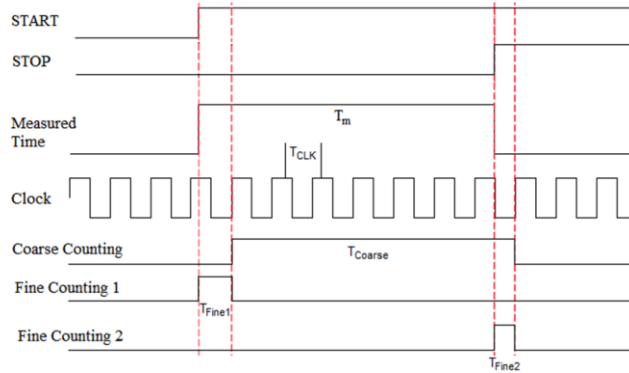 START
STOP
Measured
Time
Tm
TCLK
Clock
Coarse Counting
TCoarse
Fine Counting 1
TFine1
Fine Counting 2
TFine2